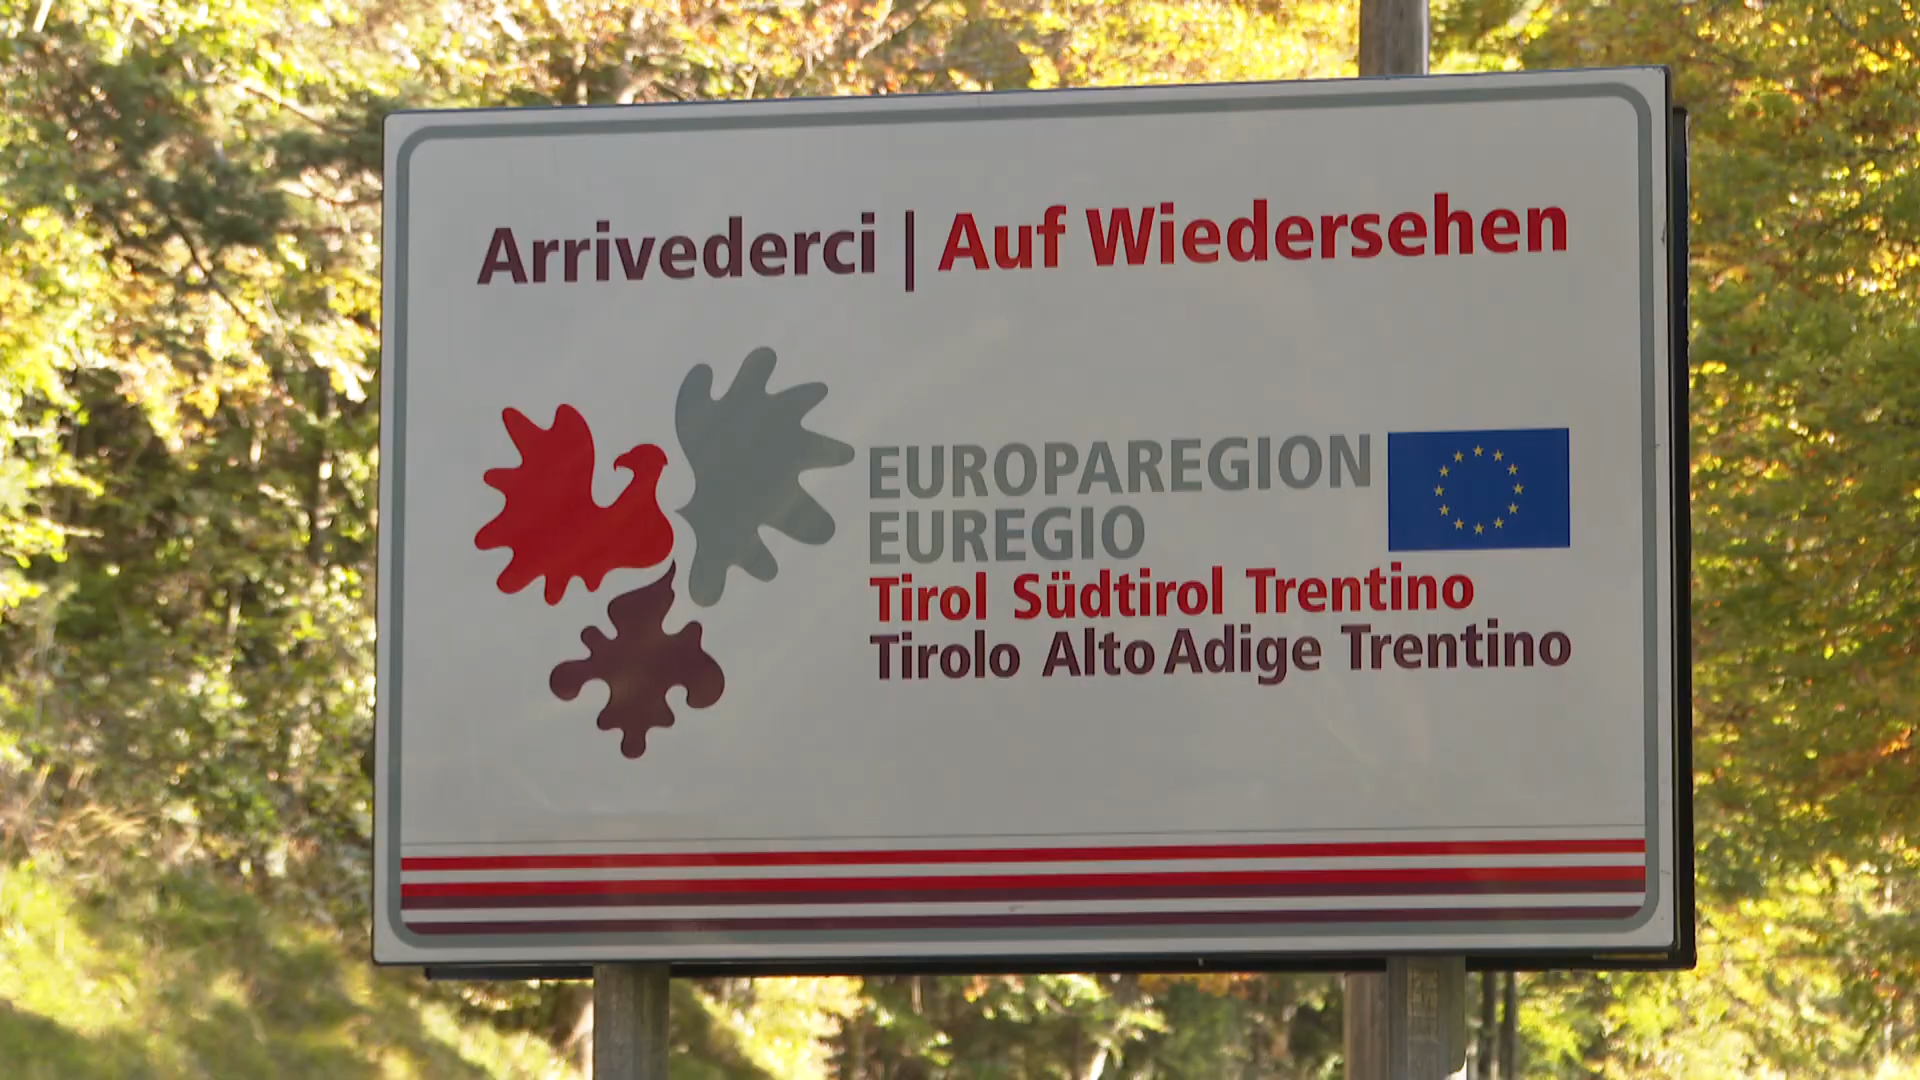 Arrivederci | Auf Wiedersehen
EUROPAREGION
EUREGIO
Tirol Südtirol Trentino
Tirolo Alto Adige Trentino